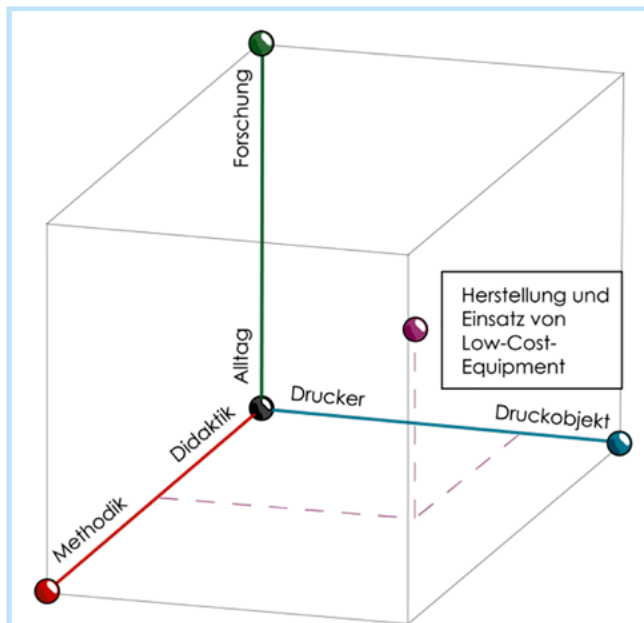 Forschung
Herstellung und
Einsatz von
Low-Cost-
Equipment
Alltag
Drucker
Druckobjekt
Didaktik
Methodik